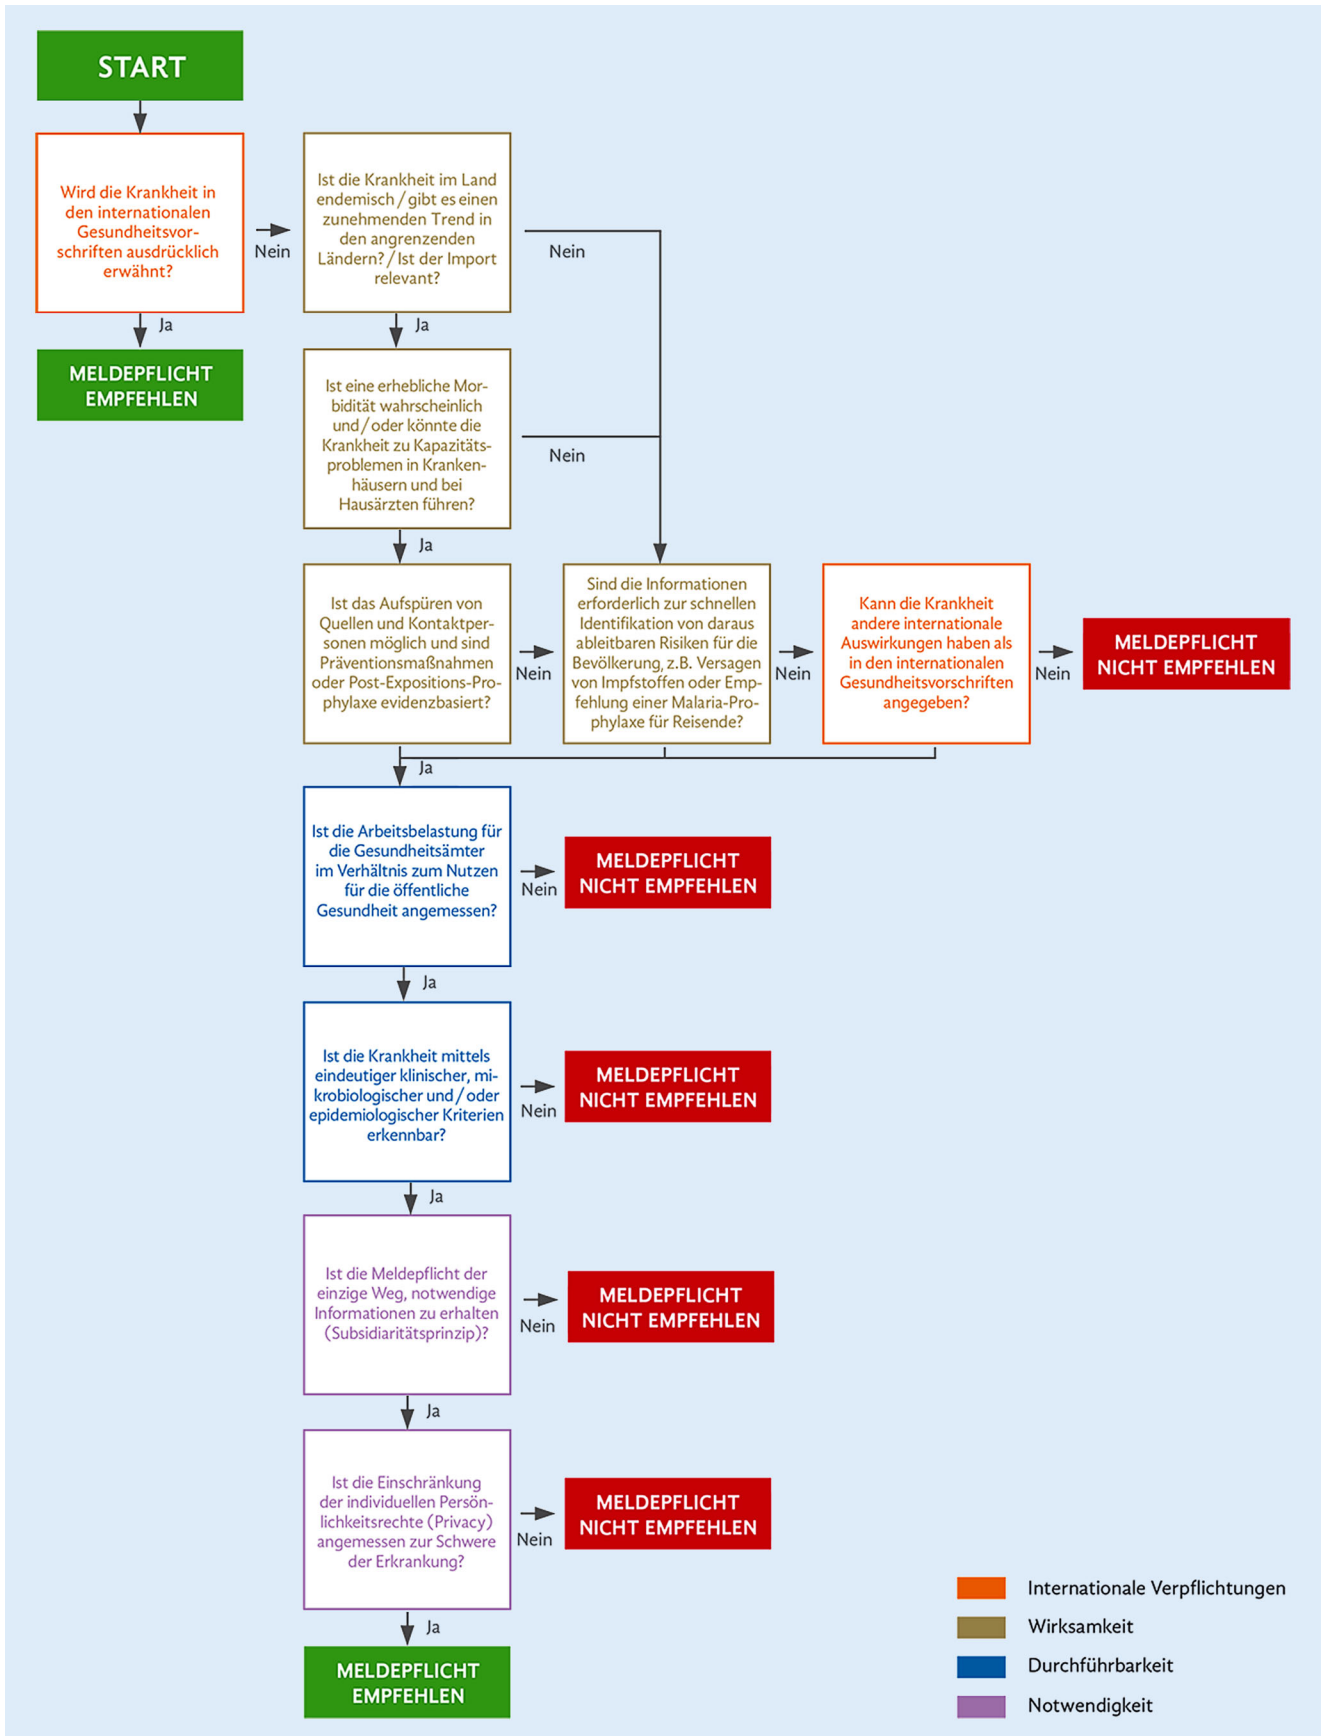 START
Wird die Krankheit in
den internationalen
Gesundheitsvor-
schriften ausdrücklich
erwähnt?
Nein
Ja
MELDEPFLICHT
EMPFEHLEN
Ist die Krankheit im Land
endemisch / gibt es einen
zunehmenden Trend in
den angrenzenden
Ländern? / Ist der Import
relevant?
Nein
Ja
Ist eine erhebliche Mor-
bidität wahrscheinlich
und / oder könnte die
Krankheit zu Kapazitäts-
problemen in Kranken-
häusern und bei
Hausärzten führen?
Nein
Ja
Ist das Aufspüren von
Quellen und Kontaktper-
sonen möglich und sind
Präventionsmaßnahmen
oder Post-Expositions-Pro-
phylaxe evidenzbasiert?
Nein
Sind die Informationen
erforderlich zur schnellen
Identifikation von daraus
ableitbaren Risiken für die
Bevölkerung, z.B. Versagen
von Impfstoffen oder Emp-
fehlung einer Malaria-Pro-
phylaxe für Reisende?
Nein
Kann die Krankheit
andere internationale
Auswirkungen haben als
in den internationalen
Gesundheitsvorschriften
angegeben?
Nein
MELDEPFLICHT
NICHT EMPFEHLEN
Ja
Ist die Arbeitsbelastung für
die Gesundheitsämter
im Verhältnis zum Nutzen
für die öffentliche
Gesundheit angemessen?
Nein
MELDEPFLICHT
NICHT EMPFEHLEN
Ja
Ist die Krankheit mittels
eindeutiger klinischer, mi-
krobiologischer und / oder
epidemiologischer Kriterien
erkennbar?
Nein
MELDEPFLICHT
NICHT EMPFEHLEN
Ja
Ist die Meldepflicht der
einzige Weg, notwendige
Informationen zu erhalten
(Subsidiaritätsprinzip)?
Nein
MELDEPFLICHT
NICHT EMPFEHLEN
Ja
Ist die Einschränkung
der individuellen Persön-
lichkeitsrechte (Privacy)
angemessen zur Schwere
der Erkrankung?
Nein
MELDEPFLICHT
NICHT EMPFEHLEN
Ja
MELDEPFLICHT
EMPFEHLEN
Internationale Verpflichtungen
Wirksamkeit
Durchführbarkeit
Notwendigkeit